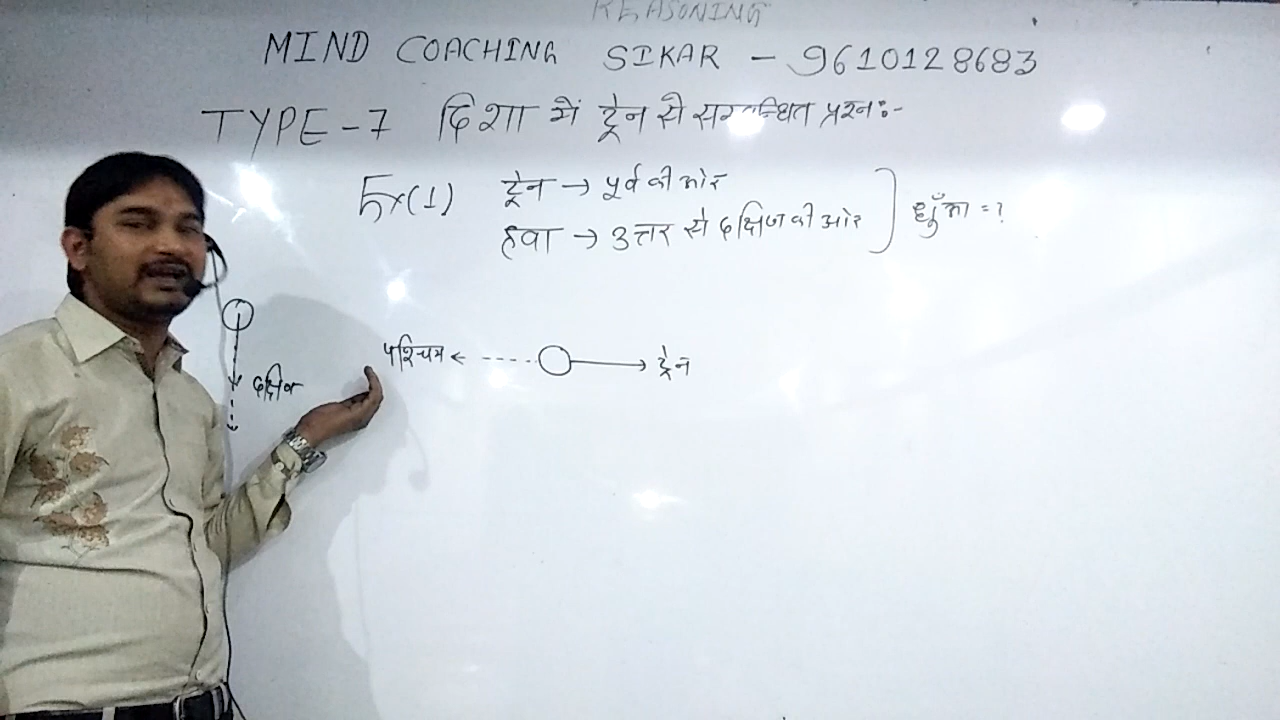 REASONING
MIND COACHING SIKAR - 9610128683
TYPE-7 दिशा में ट्रेन से सम्बन्धित प्रश्न:-
Ex(1) ट्रेन → पूर्व की ओर
हवा → उत्तर से दक्षिण की ओर } धुँआ = ?
पश्चिम ← ट्रेन
दक्षिण